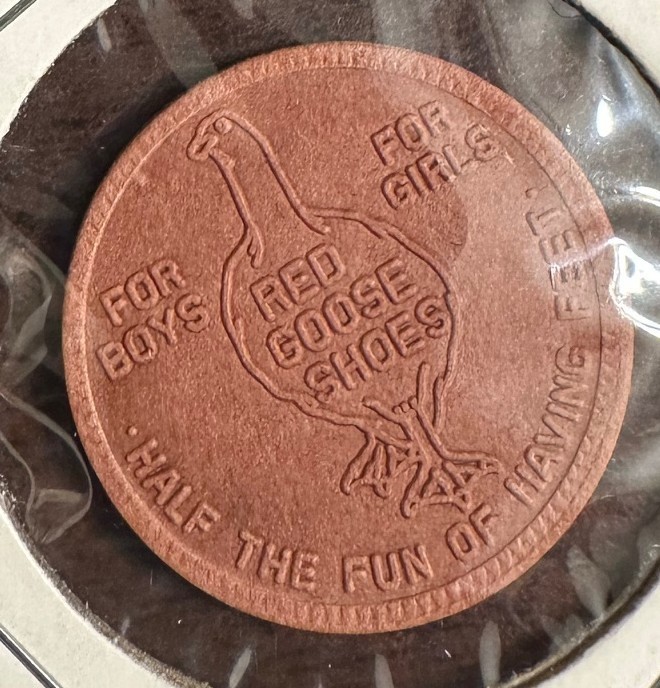 FOR
GIRLS
FOR
BOYS
RED
GOOSE
SHOES
· HALF THE FUN OF HAVING FEET ·